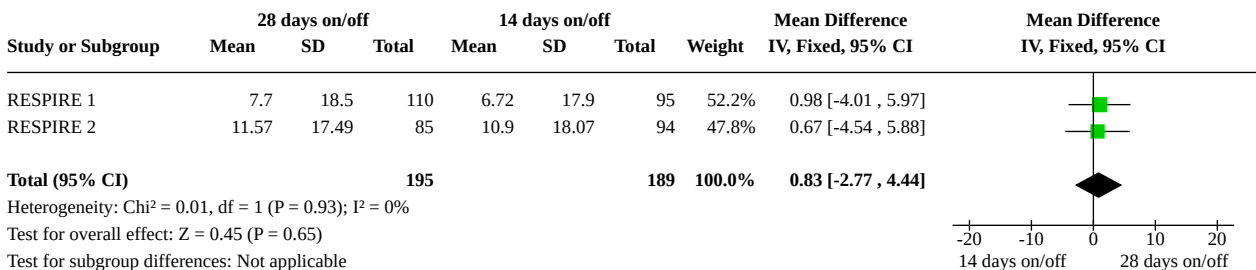 28 days on/off 14 days on/off Mean Difference Mean Difference
Study or Subgroup Mean SD Total Mean SD Total Weight IV, Fixed, 95% CI IV, Fixed, 95% CI
RESPIRE 1 7.7 18.5 110 6.72 17.9 95 52.2% 0.98 [-4.01 , 5.97]
RESPIRE 2 11.57 17.49 85 10.9 18.07 94 47.8% 0.67 [-4.54 , 5.88]
Total (95% CI) 195 189 100.0% 0.83 [-2.77 , 4.44]
Heterogeneity: Chi² = 0.01, df = 1 (P = 0.93); I² = 0%
Test for overall effect: Z = 0.45 (P = 0.65)
-20 -10 0 10 20
Test for subgroup differences: Not applicable 14 days on/off 28 days on/off